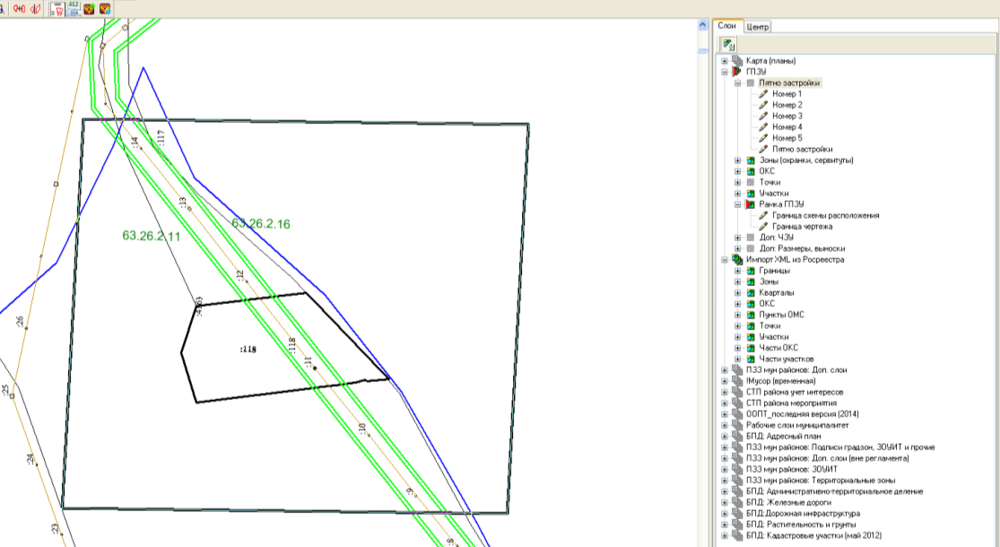 412
Слои Центр
Карта (планы)
ГПЗУ
Пятно застройки
Номер 1
Номер 2
Номер 3
Номер 4
Номер 5
Пятно застройки
Зоны (охранки, сервитуты)
ОКС
Точки
Участки
Рамка ГПЗУ
Граница схемы расположения
Граница чертежа
Доп: ЧЗУ
Доп: Размеры, выноски
Импорт XML из Росреестра
Границы
Зоны
Кварталы
ОКС
Пункты ОМС
Точки
Участки
Части ОКС
Части участков
ПЗЗ мун районов: Доп. слои
!Мусор (временная)
СТП района учет интересов
СТП района мероприятия
ООПТ_последняя версия (2014)
Рабочие слои муниципалитет
БПД: Адресный план
ПЗЗ мун районов: Подписи градзон, ЗОУИТ и прочие
ПЗЗ мун районов: Доп. слои (вне регламента)
ПЗЗ мун районов: ЗОУИТ
ПЗЗ мун районов: Территориальные зоны
БПД: Административно-территориальное деление
БПД: Железные дороги
БПД:Дорожная инфраструктура
БПД: Растительность и грунты
БПД: Кадастровые участки (май 2012)
:14
:117
:13
63.26.2.16
63.26.2.11
:12
:118
:118
:11
:26
:25
:10
:24
:9
:23
:8